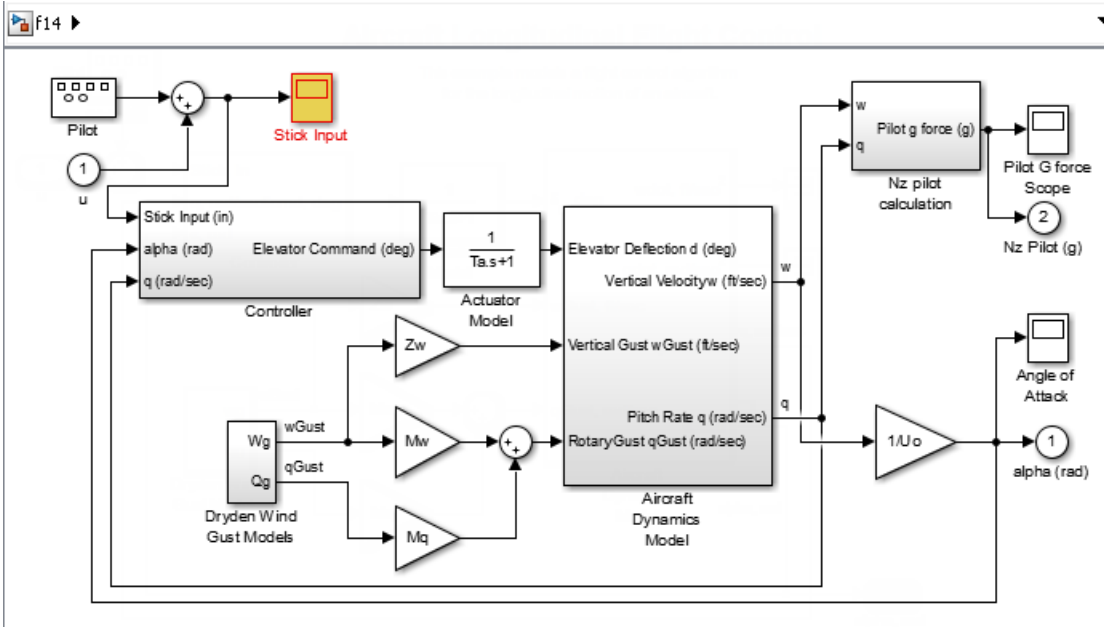 f14
Pilot
Stick Input
1
u
Stick Input (in)
alpha (rad)
q (rad/sec)
Elevator Command (deg)
Controller
1
Ta.s+1
Actuator
Model
Elevator Deflection d (deg)
Vertical Velocityw (ft/sec)
Vertical Gust wGust (ft/sec)
Pitch Rate q (rad/sec)
RotaryGust qGust (rad/sec)
Aircraft
Dynamics
Model
w
q
w
q
Pilot g force (g)
Nz pilot
calculation
Pilot G force
Scope
2
Nz Pilot (g)
Zw
Mw
Mq
Wg
Qg
wGust
qGust
Dryden Wind
Gust Models
1/Uo
Angle of
Attack
1
alpha (rad)